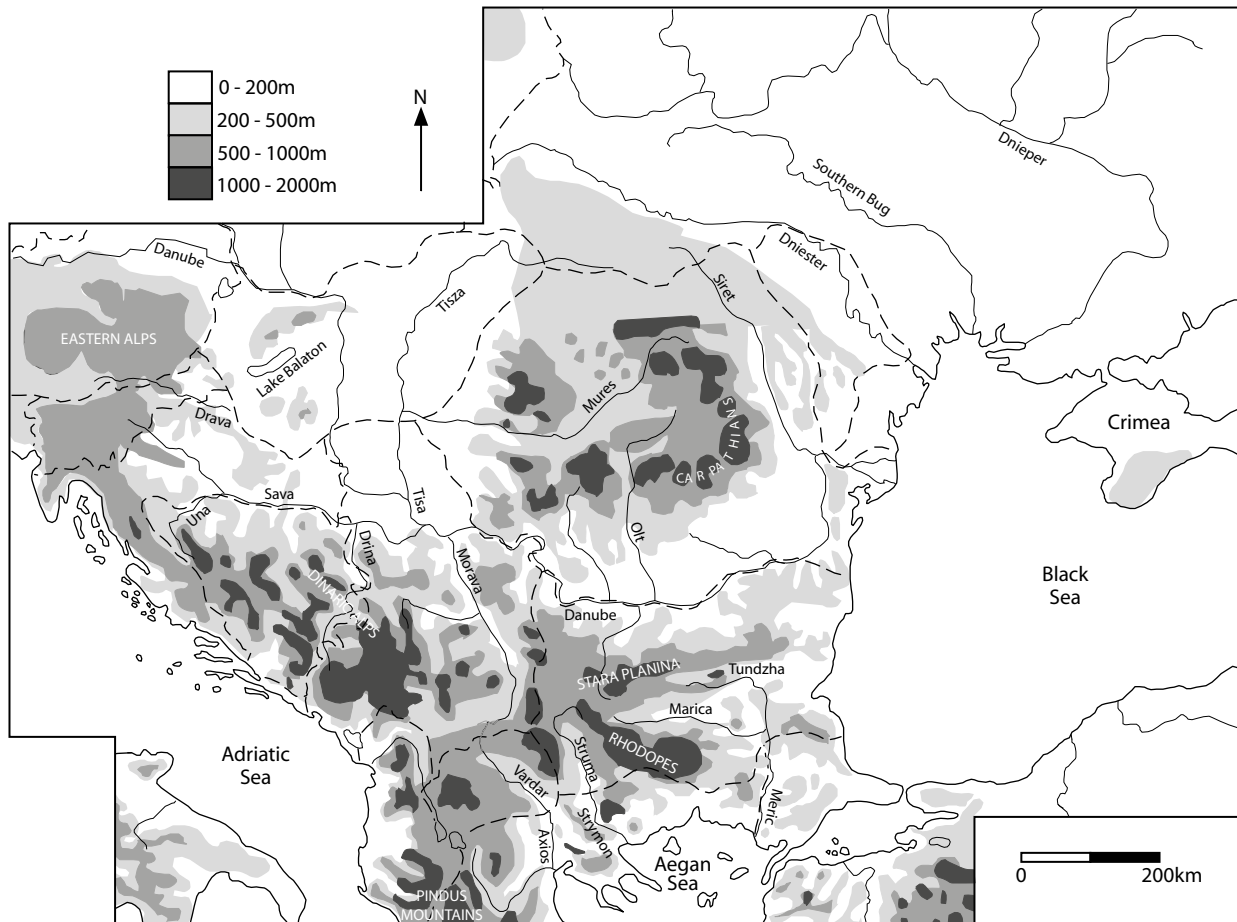 0 - 200m
200 - 500m
500 - 1000m
1000 - 2000m
N
Dnieper
Southern Bug
Dniester
Danube
Siret
Tisza
EASTERN ALPS
Lake Balaton
Mures
Drava
CARPATHIANS
Crimea
Sava
Tisa
Una
Olt
Drina
Morava
DINARIC ALPS
Black
Sea
Danube
STARA PLANINA
Tundzha
Marica
RHODOPES
Adriatic
Sea
Struma
Vardar
Meric
Strymon
Axios
Aegan
Sea
PINDUS
MOUNTAINS
0 200km